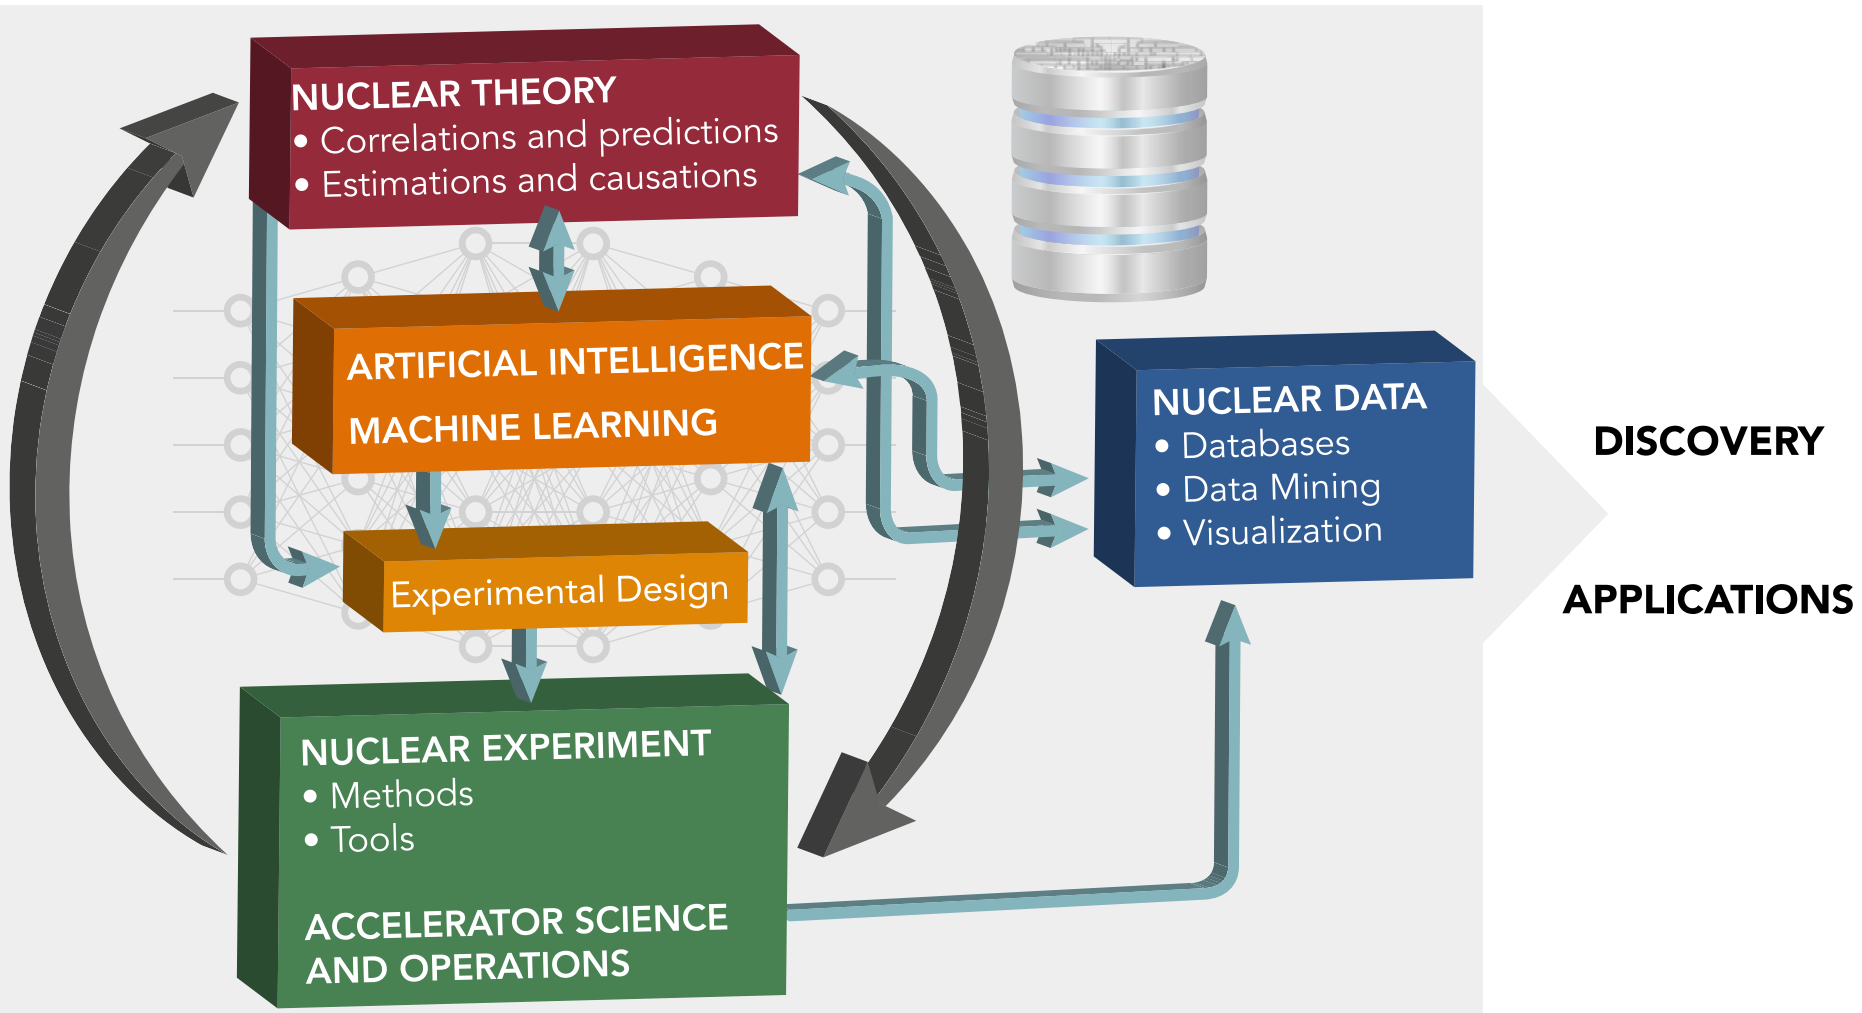 NUCLEAR THEORY
• Correlations and predictions
• Estimations and causations
ARTIFICIAL INTELLIGENCE
MACHINE LEARNING
Experimental Design
NUCLEAR EXPERIMENT
• Methods
• Tools
ACCELERATOR SCIENCE
AND OPERATIONS
NUCLEAR DATA
• Databases
• Data Mining
• Visualization
DISCOVERY
APPLICATIONS